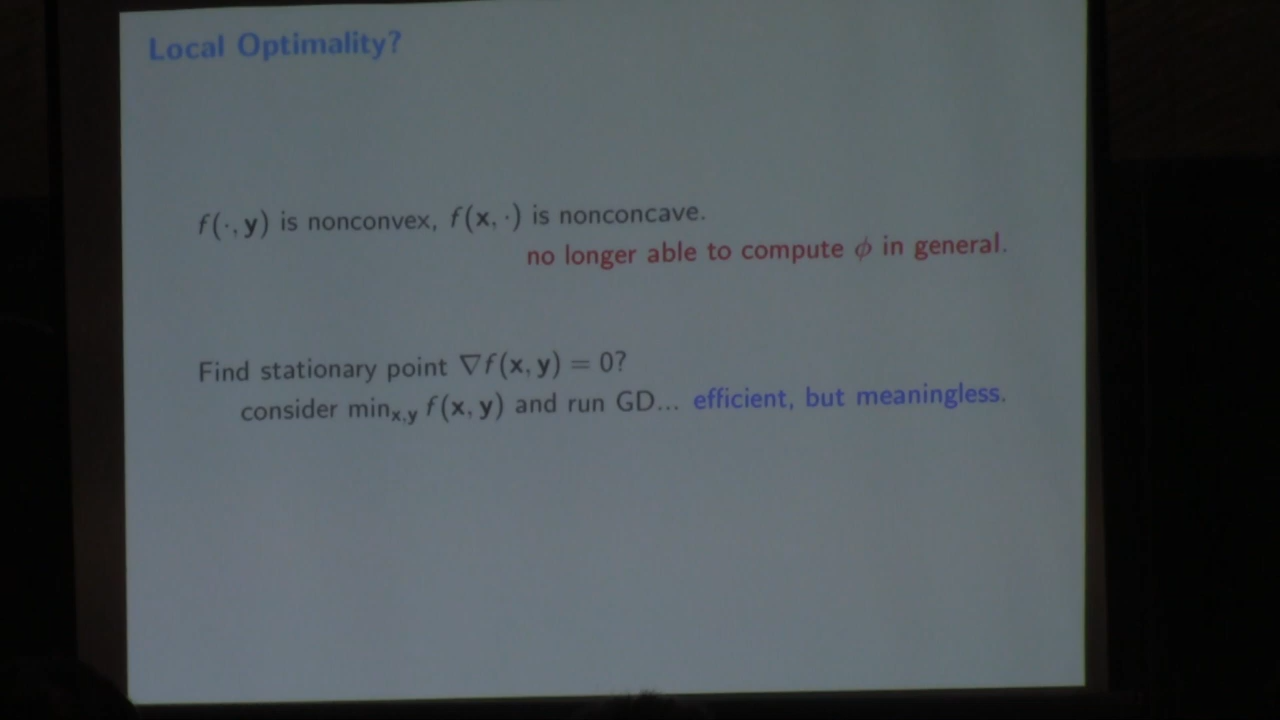 Local Optimality?
f(·, y) is nonconvex, f(x, ·) is nonconcave.
no longer able to compute ϕ in general.
Find stationary point ∇f(x, y) = 0?
consider min_{x,y} f(x, y) and run GD... efficient, but meaningless.